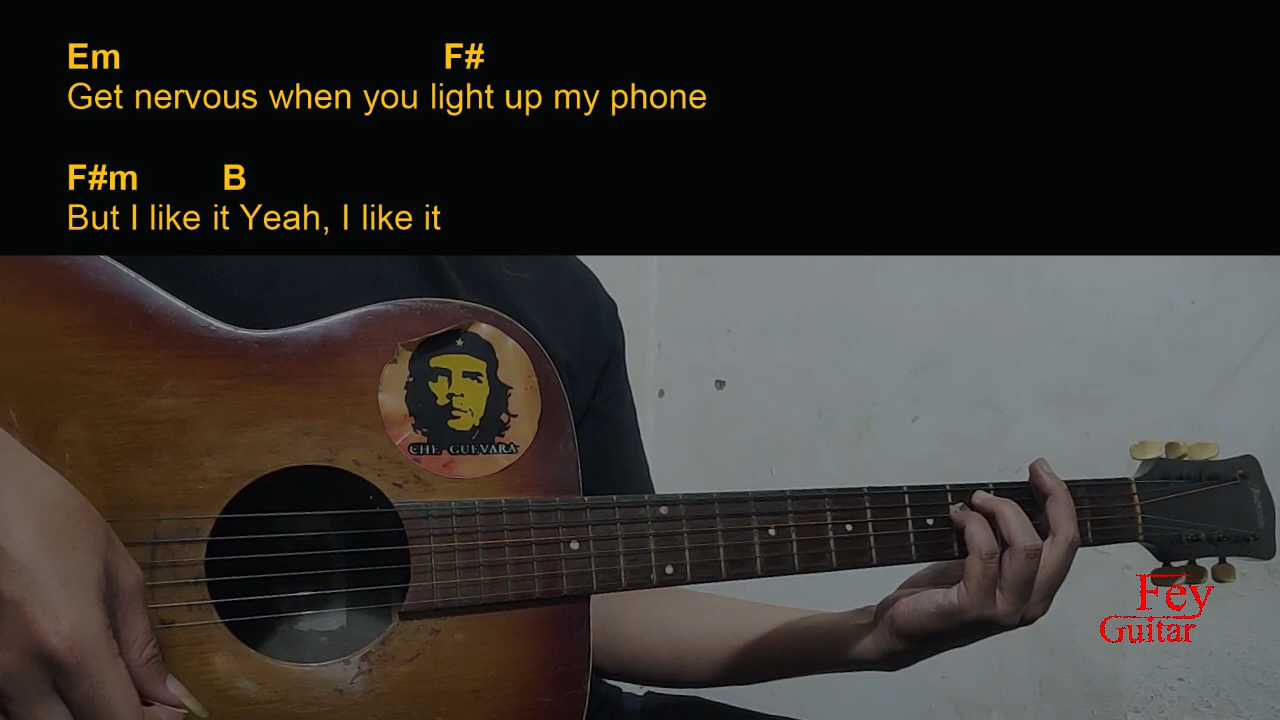 Em F#
Get nervous when you light up my phone
F#m B
But I like it Yeah, I like it
CHE GUEVARA
Fey
Guitar